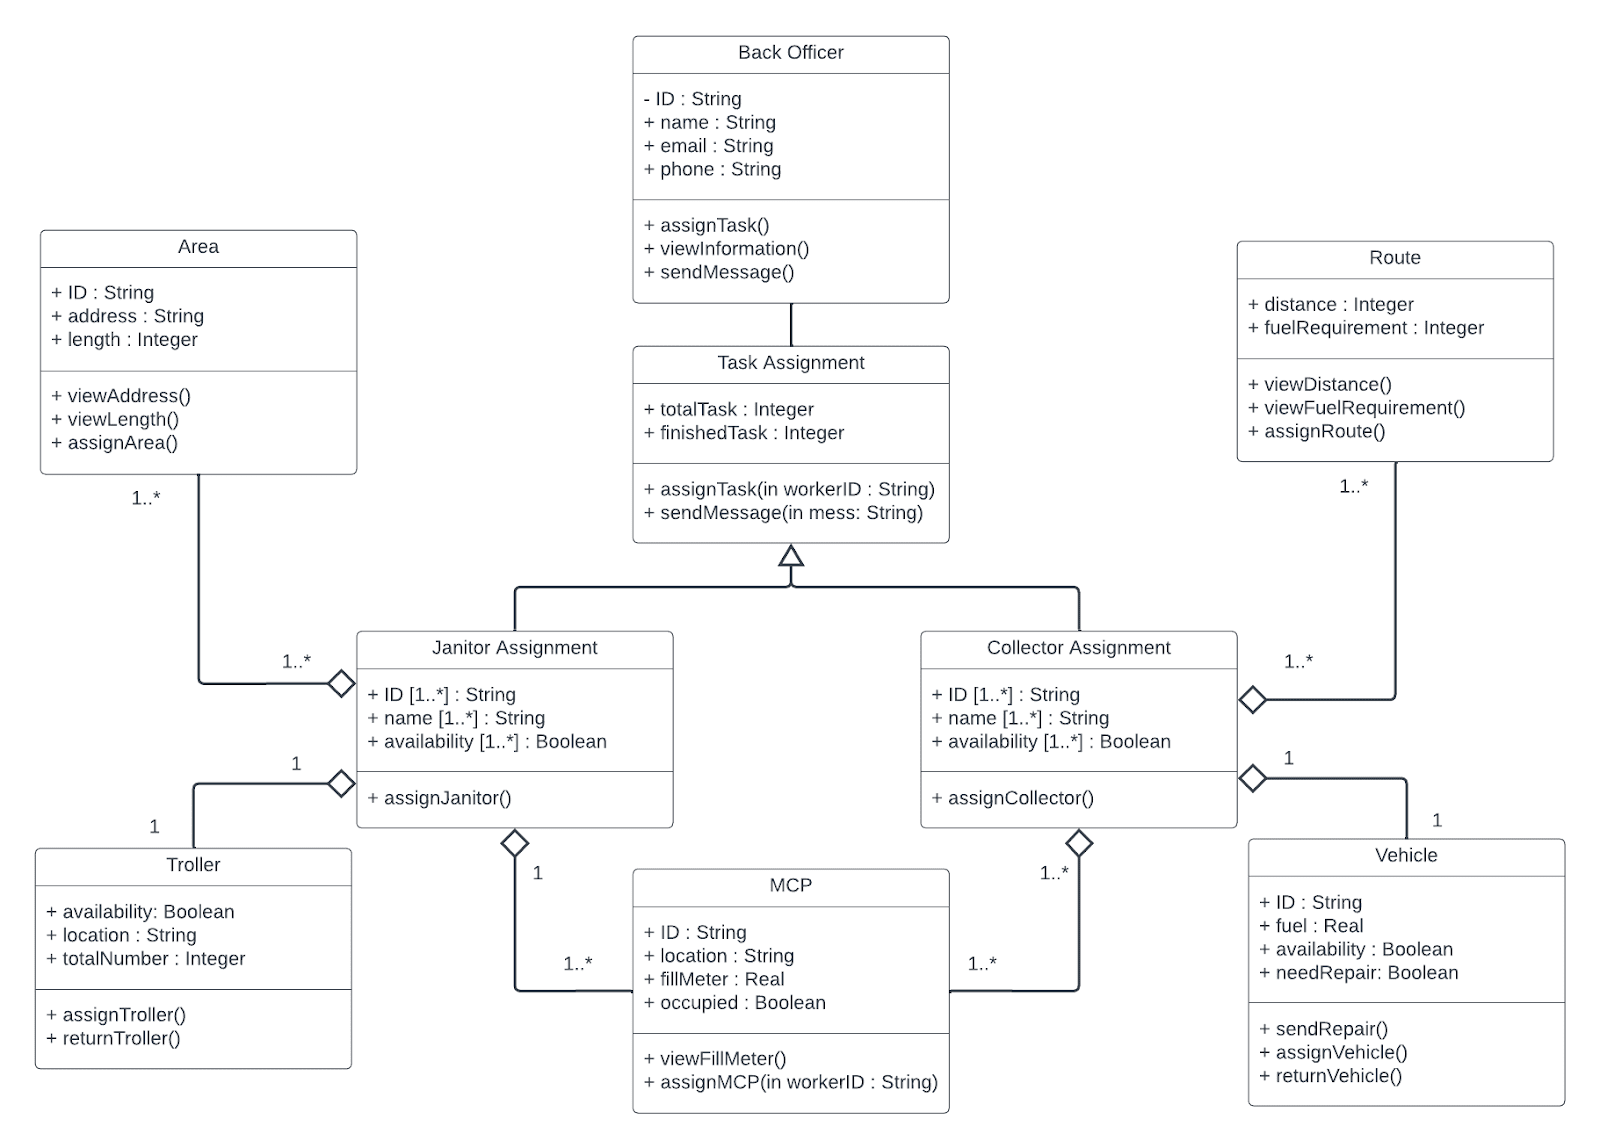 Back Officer
- ID : String
+ name : String
+ email : String
+ phone : String
+ assignTask()
+ viewInformation()
+ sendMessage()
Area
+ ID : String
+ address : String
+ length : Integer
+ viewAddress()
+ viewLength()
+ assignArea()
1..*
Route
+ distance : Integer
+ fuelRequirement : Integer
+ viewDistance()
+ viewFuelRequirement()
+ assignRoute()
1..*
Task Assignment
+ totalTask : Integer
+ finishedTask : Integer
+ assignTask(in workerID : String)
+ sendMessage(in mess: String)
1..*
1
Janitor Assignment
+ ID [1..*] : String
+ name [1..*] : String
+ availability [1..*] : Boolean
+ assignJanitor()
Collector Assignment
+ ID [1..*] : String
+ name [1..*] : String
+ availability [1..*] : Boolean
+ assignCollector()
1..*
1
1
Troller
+ availability: Boolean
+ location : String
+ totalNumber : Integer
+ assignTroller()
+ returnTroller()
1
1..*
MCP
+ ID : String
+ location : String
+ fillMeter : Real
+ occupied : Boolean
+ viewFillMeter()
+ assignMCP(in workerID : String)
1..*
1..*
1
Vehicle
+ ID : String
+ fuel : Real
+ availability : Boolean
+ needRepair: Boolean
+ sendRepair()
+ assignVehicle()
+ returnVehicle()